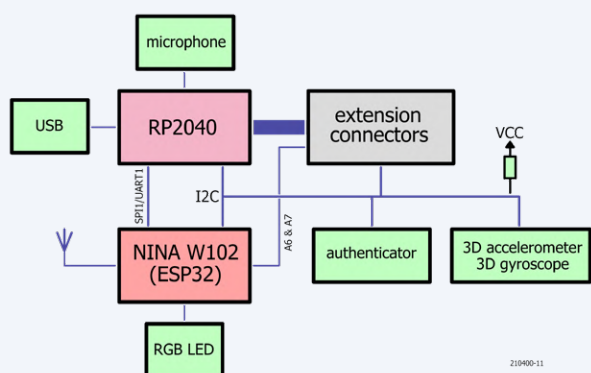 microphone
USB
RP2040
extension
connectors
VCC
SPI1/UART1
I2C
A6 & A7
NINA W102
(ESP32)
authenticator
3D accelerometer
3D gyroscope
RGB LED
210400-11